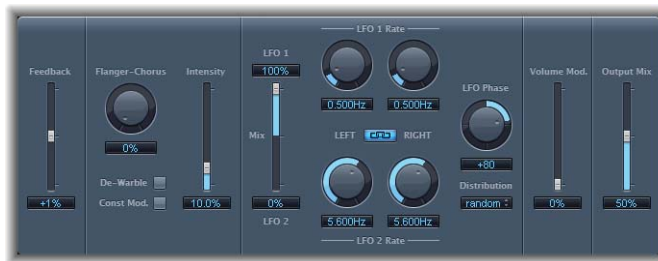 LFO 1 Rate
Feedback
Flanger-Chorus
Intensity
LFO 1
100%
0.500Hz
0.500Hz
LFO Phase
Volume Mod.
Output Mix
Mix
LEFT
RIGHT
0%
+80
De-Warble
Const Mod.
Distribution
random
+1%
10.0%
0%
5.600Hz
5.600Hz
0%
50%
LFO 2
LFO 2 Rate